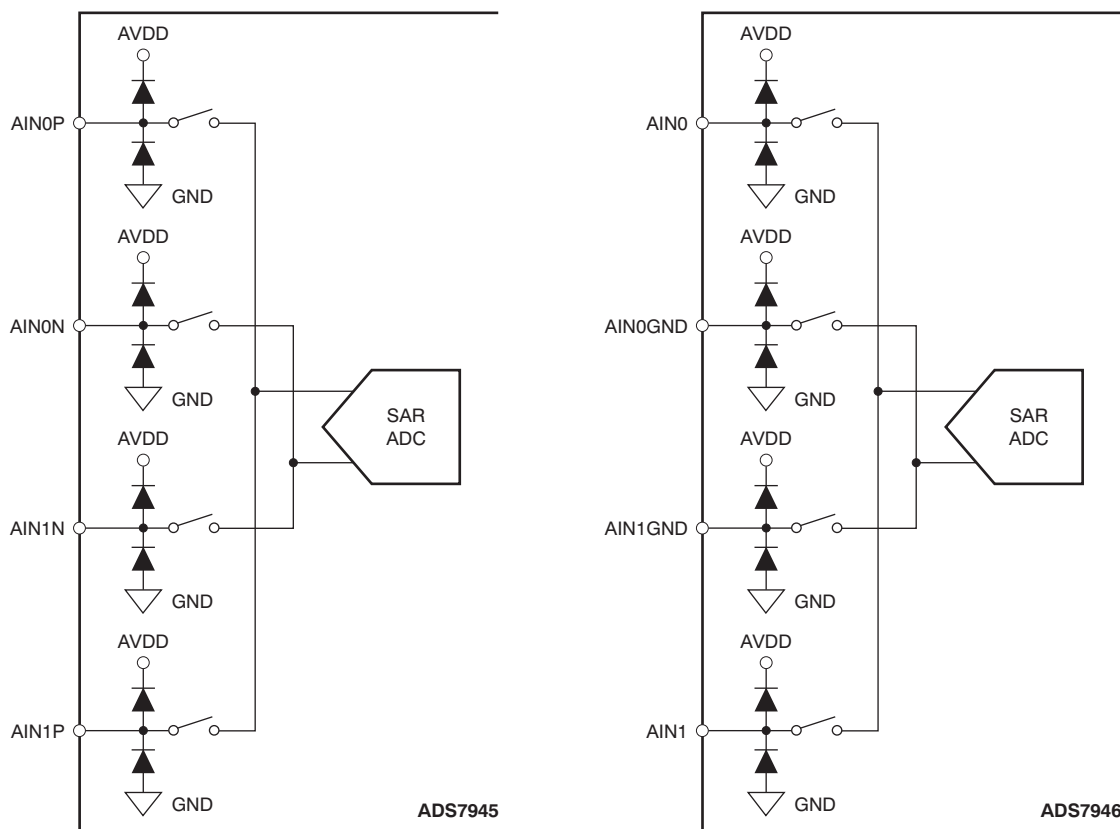 AVDD
AIN0P
GND
AVDD
AIN0N
GND
SAR
ADC
AVDD
AIN1N
GND
AVDD
AIN1P
GND
ADS7945
AVDD
AIN0
GND
AVDD
AIN0GND
GND
SAR
ADC
AVDD
AIN1GND
GND
AVDD
AIN1
GND
ADS7946